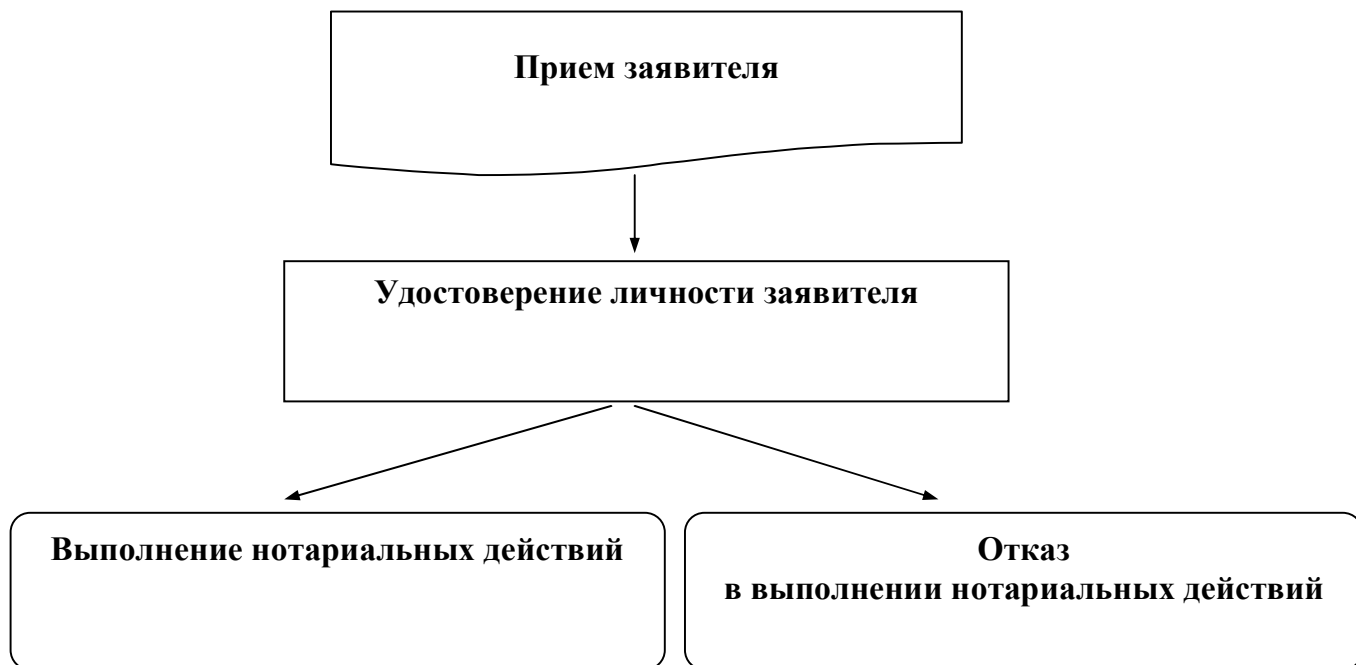 Прием заявителя
Удостоверение личности заявителя
Выполнение нотариальных действий
Отказ
в выполнении нотариальных действий